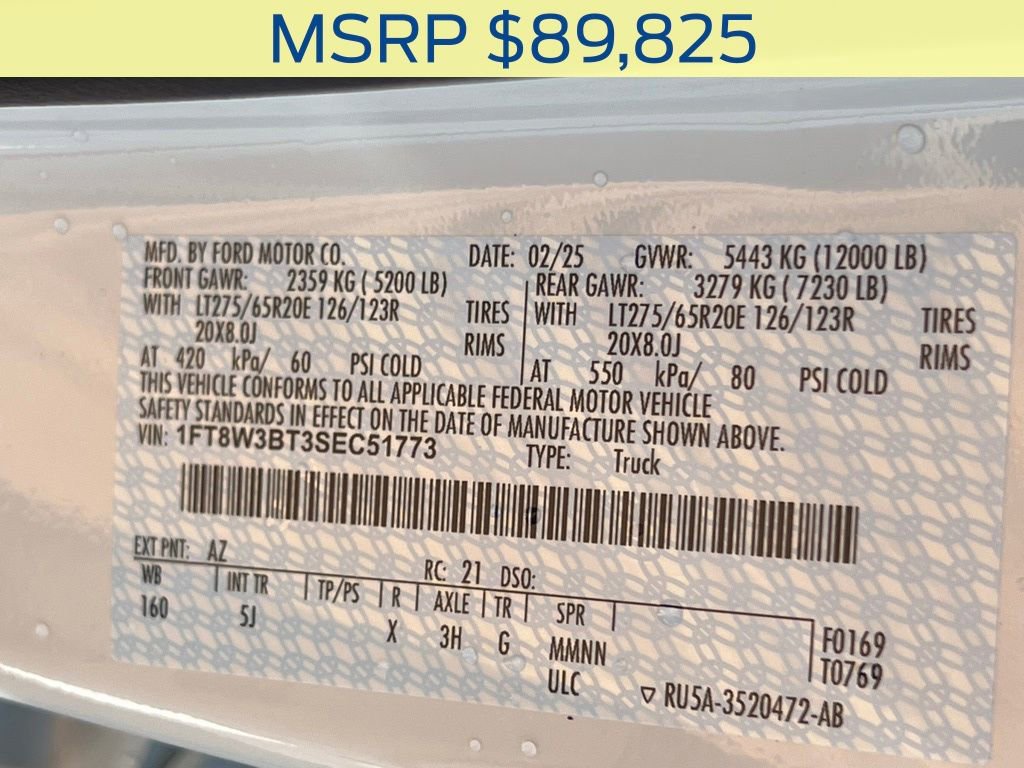 MSRP $89,825
MFD. BY FORD MOTOR CO. DATE: 02/25 GVWR: 5443 KG (12000 LB)
FRONT GAWR: 2359 KG ( 5200 LB) REAR GAWR: 3279 KG ( 7230 LB)
WITH LT275/65R20E 126/123R TIRES WITH LT275/65R20E 126/123R TIRES
20X8.0J RIMS 20X8.0J RIMS
AT 420 kPa/ 60 PSI COLD AT 550 kPa/ 80 PSI COLD
THIS VEHICLE CONFORMS TO ALL APPLICABLE FEDERAL MOTOR VEHICLE
SAFETY STANDARDS IN EFFECT ON THE DATE OF MANUFACTURE SHOWN ABOVE.
VIN: 1FT8W3BT3SEC51773 TYPE: Truck
EXT PNT: AZ RC: 21 DSO:
WB INT TR TP/PS R AXLE TR SPR
160 5J X 3H G MMNN F0169
ULC T0769
▽ RU5A-3520472-AB